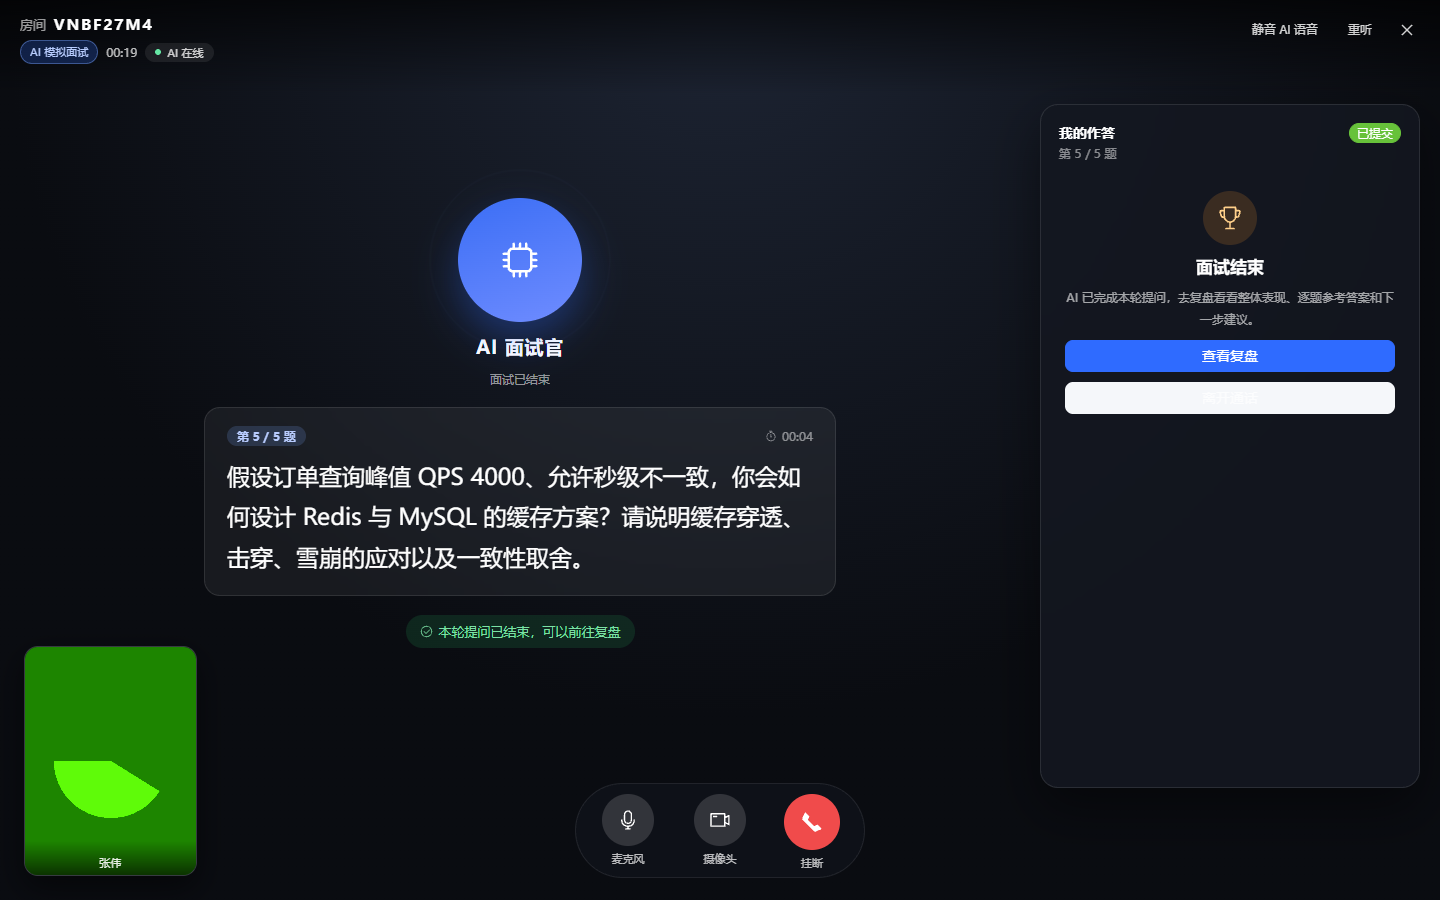 房间 VNBF27M4
AI 模拟面试 00:19 AI 在线
静音 AI 语音 重听
AI 面试官
面试已结束
第 5 / 5 题 00:04
假设订单查询峰值 QPS 4000、允许秒级不一致，你会如
何设计 Redis 与 MySQL 的缓存方案？请说明缓存穿透、
击穿、雪崩的应对以及一致性取舍。
本轮提问已结束，可以前往复盘
我的作答 已提交
第 5 / 5 题
面试结束
AI 已完成本轮提问，去复盘看看整体表现、逐题参考答案和下
一步建议。
查看复盘
张伟
麦克风 摄像头 挂断